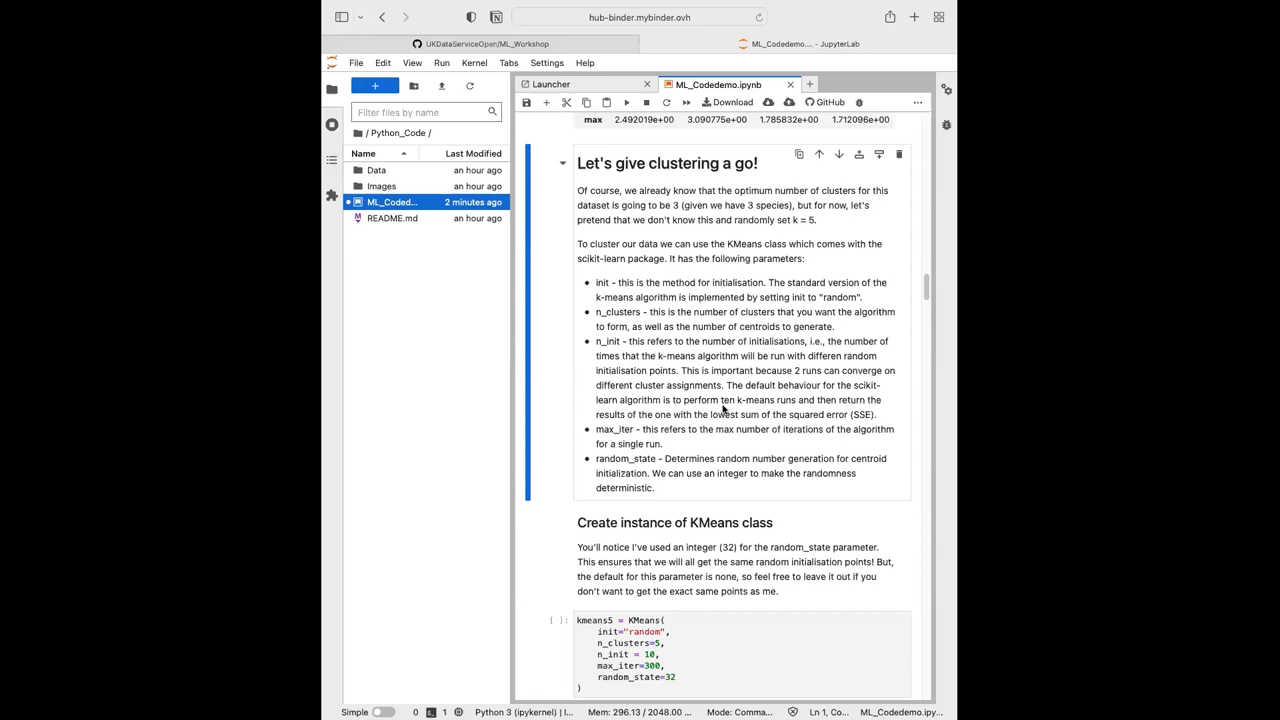 hub-binder.mybinder.ovh
UKDataServiceOpen/ML_Workshop
ML_Codedemo.... - JupyterLab
File Edit View Run Kernel Tabs Settings Help
+
Launcher
ML_Codedemo.ipynb
Filter files by name
Download
GitHub
/ Python_Code /
max 2.492019e+00 3.090775e+00 1.785832e+00 1.712096e+00
Name Last Modified
Data an hour ago
Images an hour ago
ML_Coded... 2 minutes ago
README.md an hour ago
Let's give clustering a go!
Of course, we already know that the optimum number of clusters for this
dataset is going to be 3 (given we have 3 species), but for now, let's
pretend that we don't know this and randomly set k = 5.
To cluster our data we can use the KMeans class which comes with the
scikit-learn package. It has the following parameters:
• init - this is the method for initialisation. The standard version of the
k-means algorithm is implemented by setting init to "random".
• n_clusters - this is the number of clusters that you want the algorithm
to form, as well as the number of centroids to generate.
• n_init - this refers to the number of initialisations, i.e., the number of
times that the k-means algorithm will be run with differen random
initialisation points. This is important because 2 runs can converge on
different cluster assignments. The default behaviour for the scikit-
learn algorithm is to perform ten k-means runs and then return the
results of the one with the lowest sum of the squared error (SSE).
• max_iter - this refers to the max number of iterations of the algorithm
for a single run.
• random_state - Determines random number generation for centroid
initialization. We can use an integer to make the randomness
deterministic.
Create instance of KMeans class
You'll notice I've used an integer (32) for the random_state parameter.
This ensures that we will all get the same random initialisation points! But,
the default for this parameter is none, so feel free to leave it out if you
don't want to get the exact same points as me.
[ ]: kmeans5 = KMeans(
init="random",
n_clusters=5,
n_init = 10,
max_iter=300,
random_state=32
)
Simple 0 1 Python 3 (ipykernel) | I... Mem: 296.13 / 2048.00 ... Mode: Comma... Ln 1, Co... ML_Codedemo.ipy...